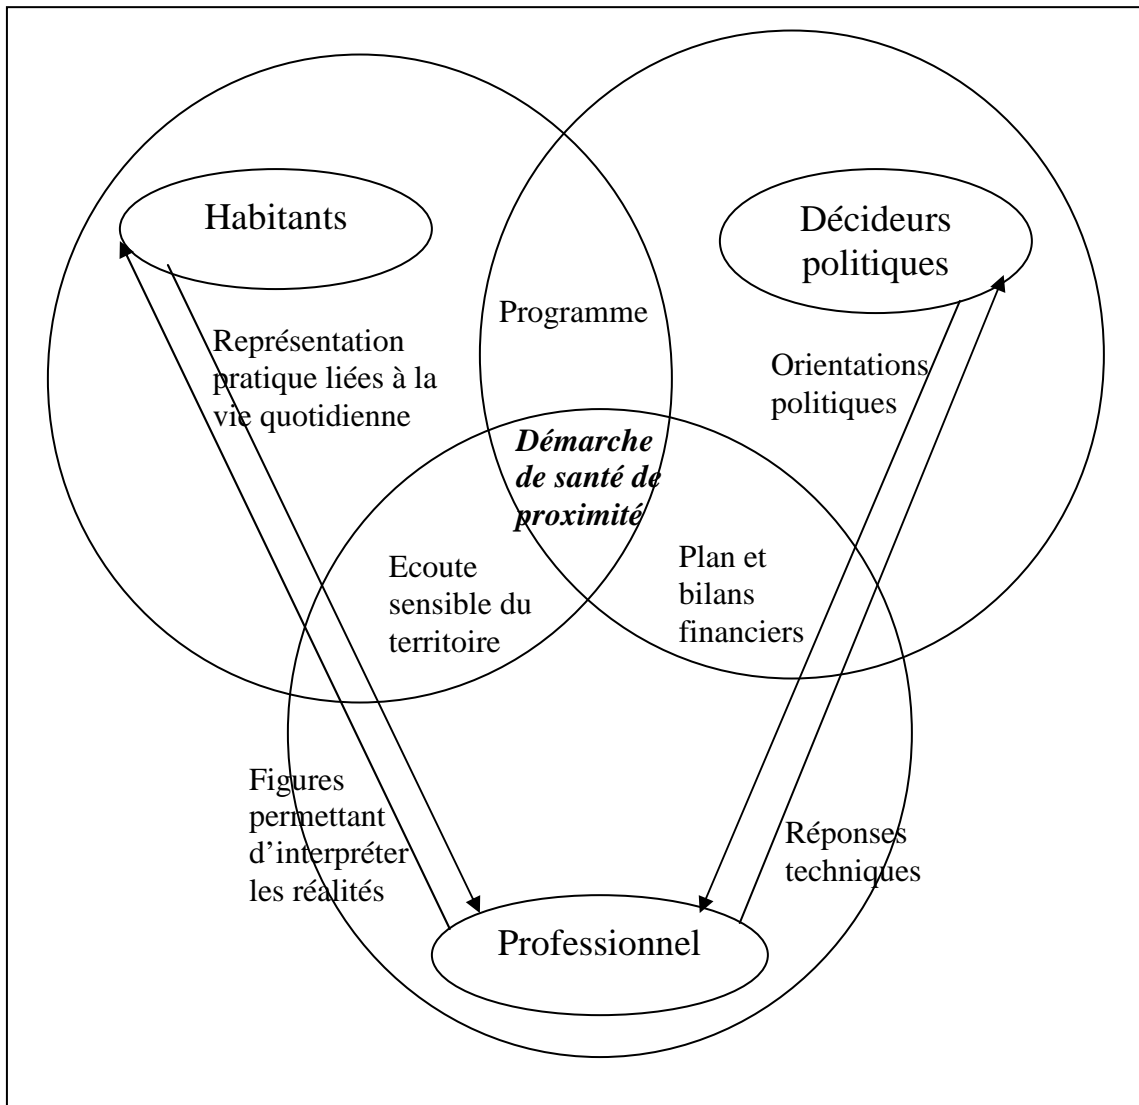 Habitants
Décideurs
politiques
Programme
Représentation
pratique liées à la
vie quotidienne
Orientations
politiques
Démarche
de santé de
proximité
Ecoute
sensible du
territoire
Plan et
bilans
financiers
Figures
permettant
d’interpréter
les réalités
Réponses
techniques
Professionnel